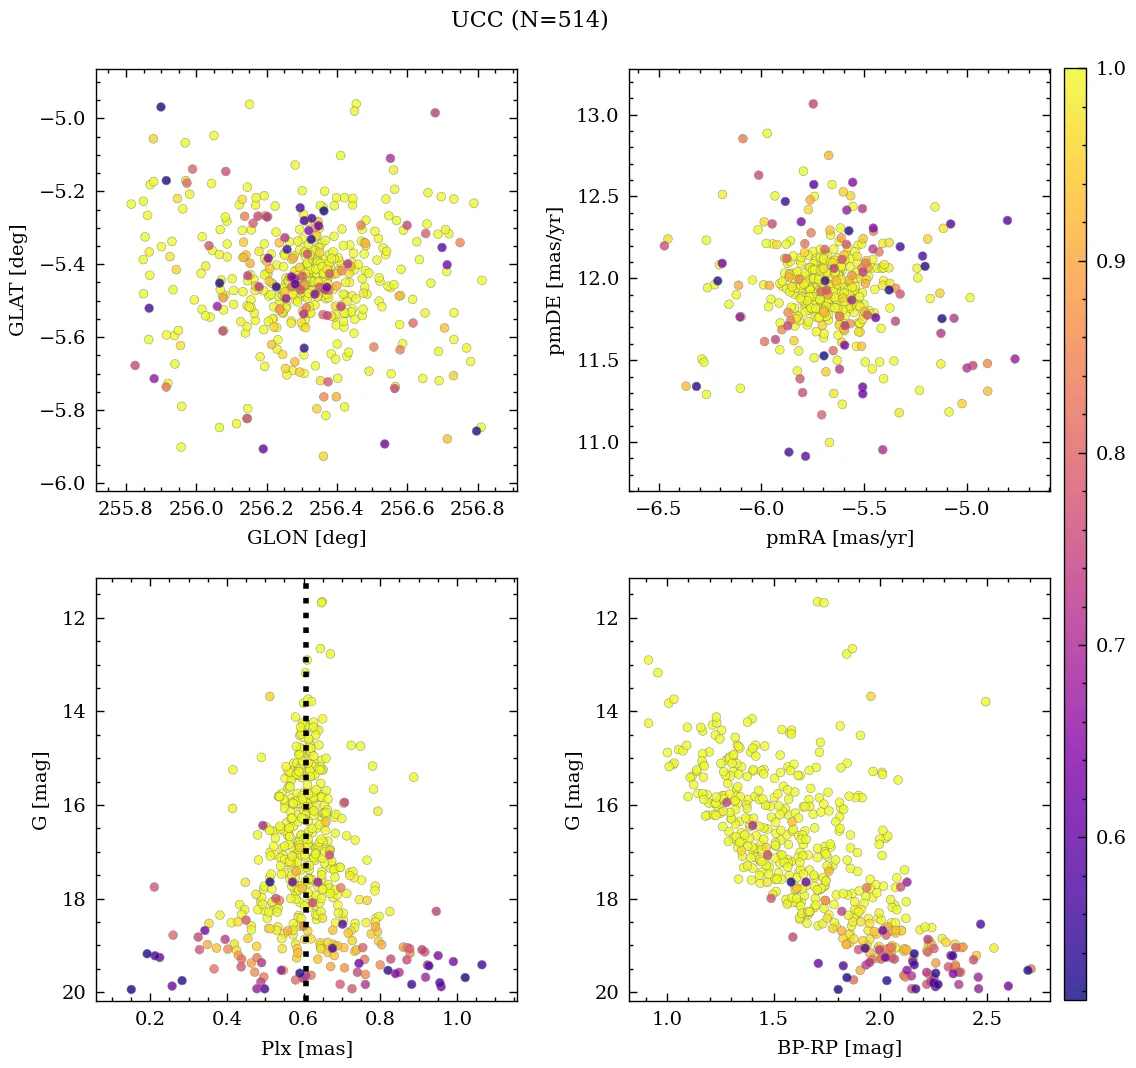 UCC (N=514)
−5.0
−5.2
−5.4
−5.6
−5.8
−6.0
GLAT [deg]
255.8 256.0 256.2 256.4 256.6 256.8
GLON [deg]
13.0
12.5
12.0
11.5
11.0
pmDE [mas/yr]
−6.5 −6.0 −5.5 −5.0
pmRA [mas/yr]
12
14
16
18
20
G [mag]
0.2 0.4 0.6 0.8 1.0
Plx [mas]
12
14
16
18
20
G [mag]
1.0 1.5 2.0 2.5
BP-RP [mag]
1.0
0.9
0.8
0.7
0.6